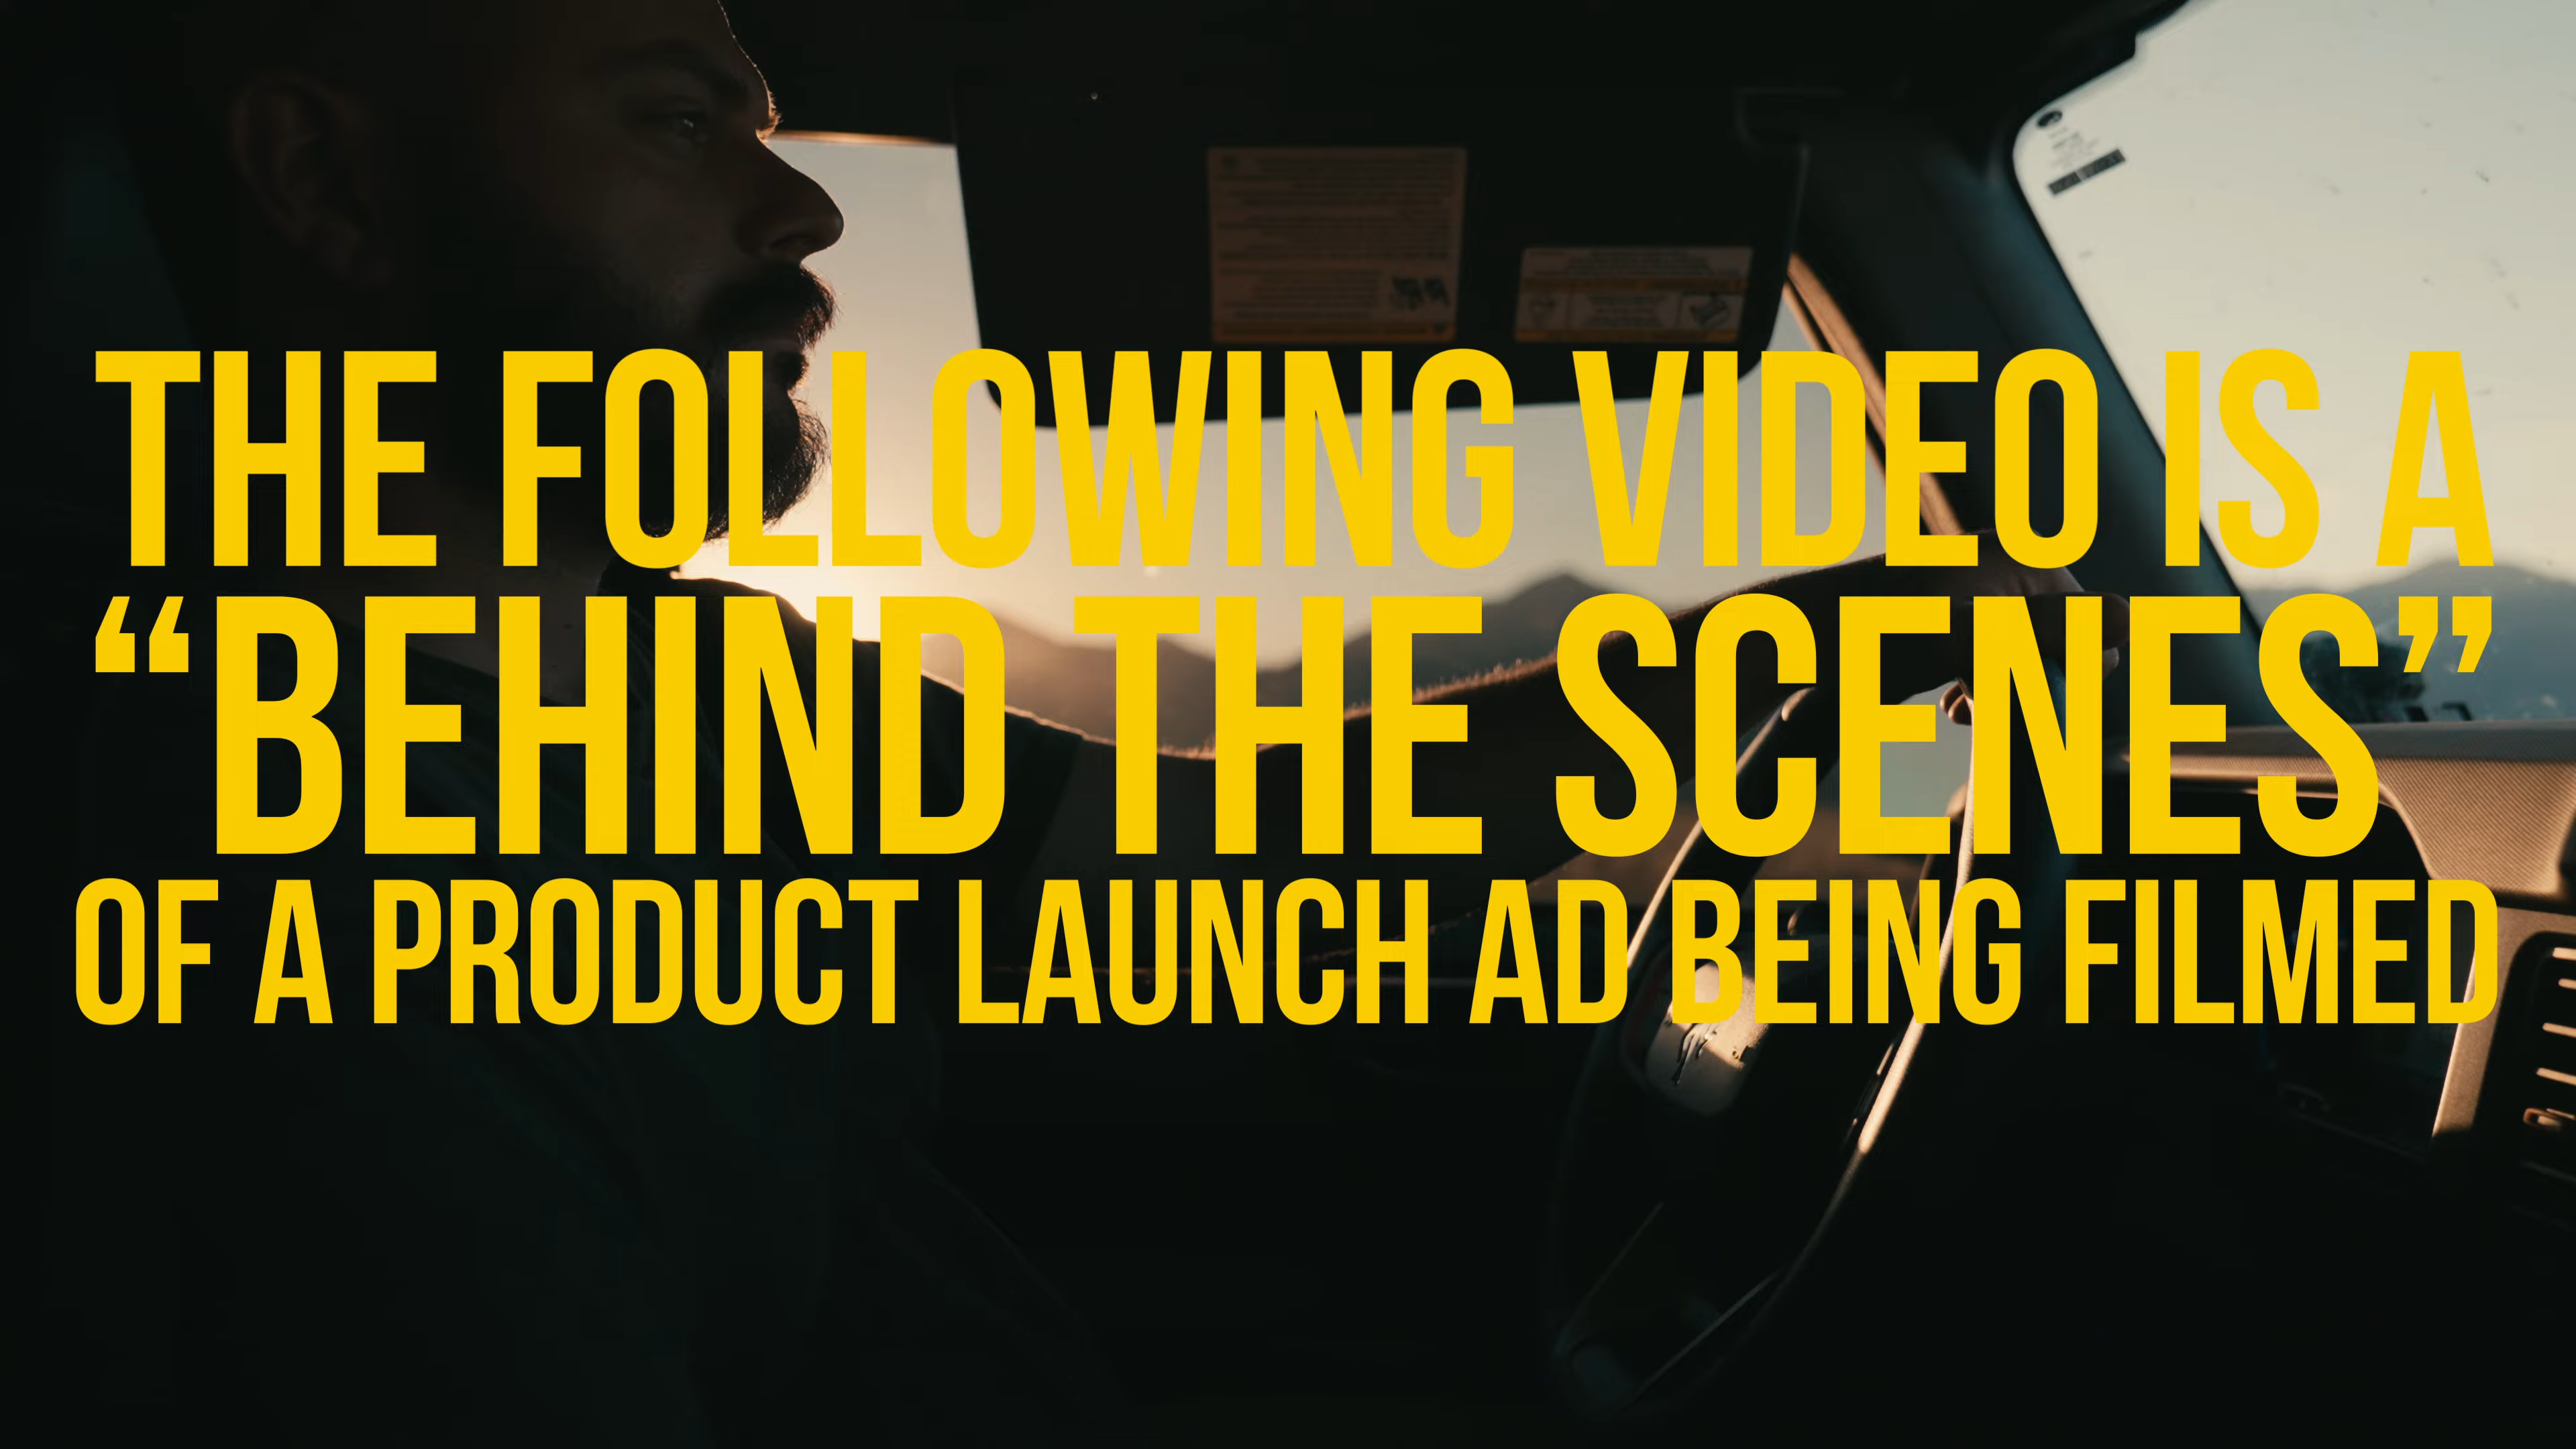 THE FOLLOWING VIDEO IS A
“BEHIND THE SCENES”
OF A PRODUCT LAUNCH AD BEING FILMED